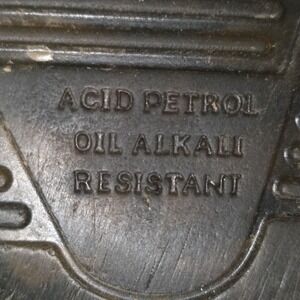 ACID PETROL
OIL ALKALI
RESISTANT